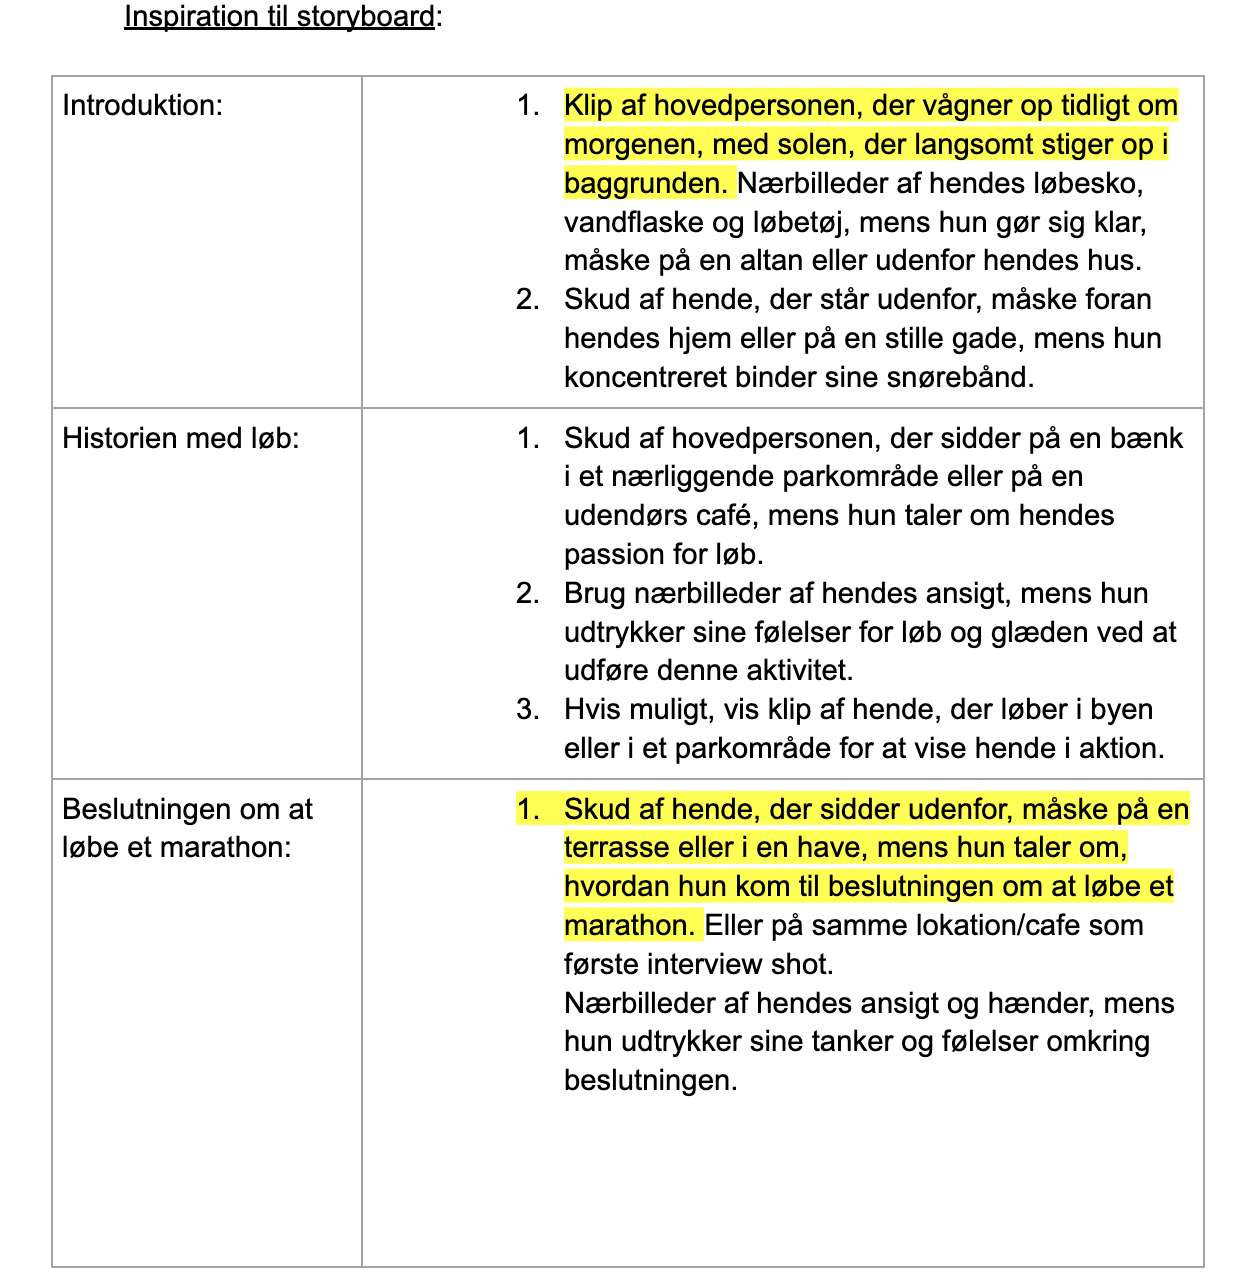 Inspiration til storyboard:
Introduktion:
1. Klip af hovedpersonen, der vågner op tidligt om
morgenen, med solen, der langsomt stiger op i
baggrunden. Nærbilleder af hendes løbesko,
vandflaske og løbetøj, mens hun gør sig klar,
måske på en altan eller udenfor hendes hus.
2. Skud af hende, der står udenfor, måske foran
hendes hjem eller på en stille gade, mens hun
koncentreret binder sine snørebånd.
Historien med løb:
1. Skud af hovedpersonen, der sidder på en bænk
i et nærliggende parkområde eller på en
udendørs café, mens hun taler om hendes
passion for løb.
2. Brug nærbilleder af hendes ansigt, mens hun
udtrykker sine følelser for løb og glæden ved at
udføre denne aktivitet.
3. Hvis muligt, vis klip af hende, der løber i byen
eller i et parkområde for at vise hende i aktion.
Beslutningen om at
løbe et marathon:
1. Skud af hende, der sidder udenfor, måske på en
terrasse eller i en have, mens hun taler om,
hvordan hun kom til beslutningen om at løbe et
marathon. Eller på samme lokation/cafe som
første interview shot.
Nærbilleder af hendes ansigt og hænder, mens
hun udtrykker sine tanker og følelser omkring
beslutningen.